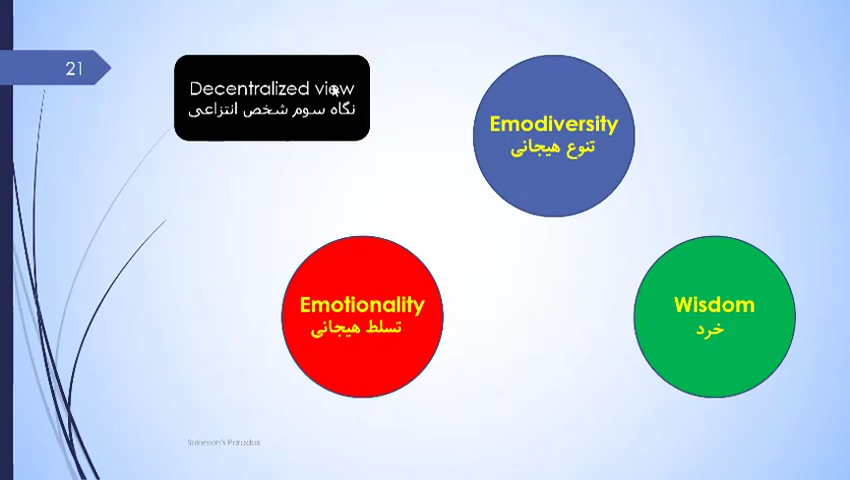 21
Decentralized view
نگاه سوم شخص انتزاعی
Emodiversity
تنوع هیجانی
Emotionality
تسلط هیجانی
Wisdom
خرد
Solomon's Paradox